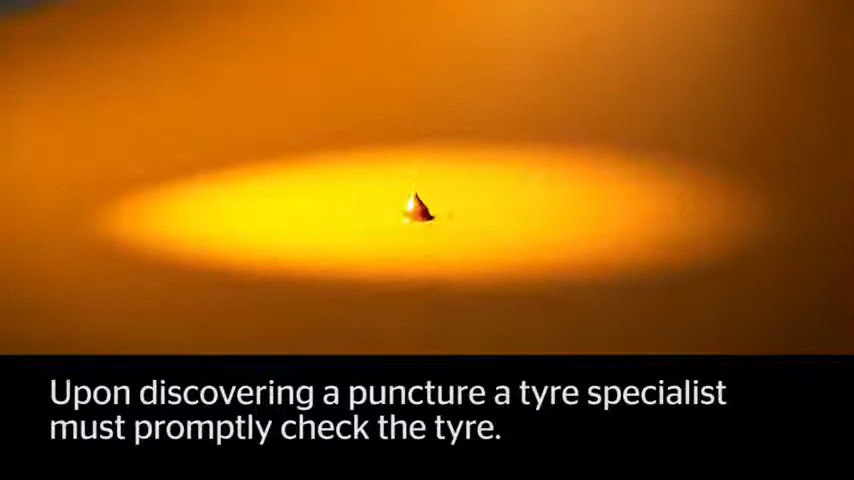 Upon discovering a puncture a tyre specialist
must promptly check the tyre.